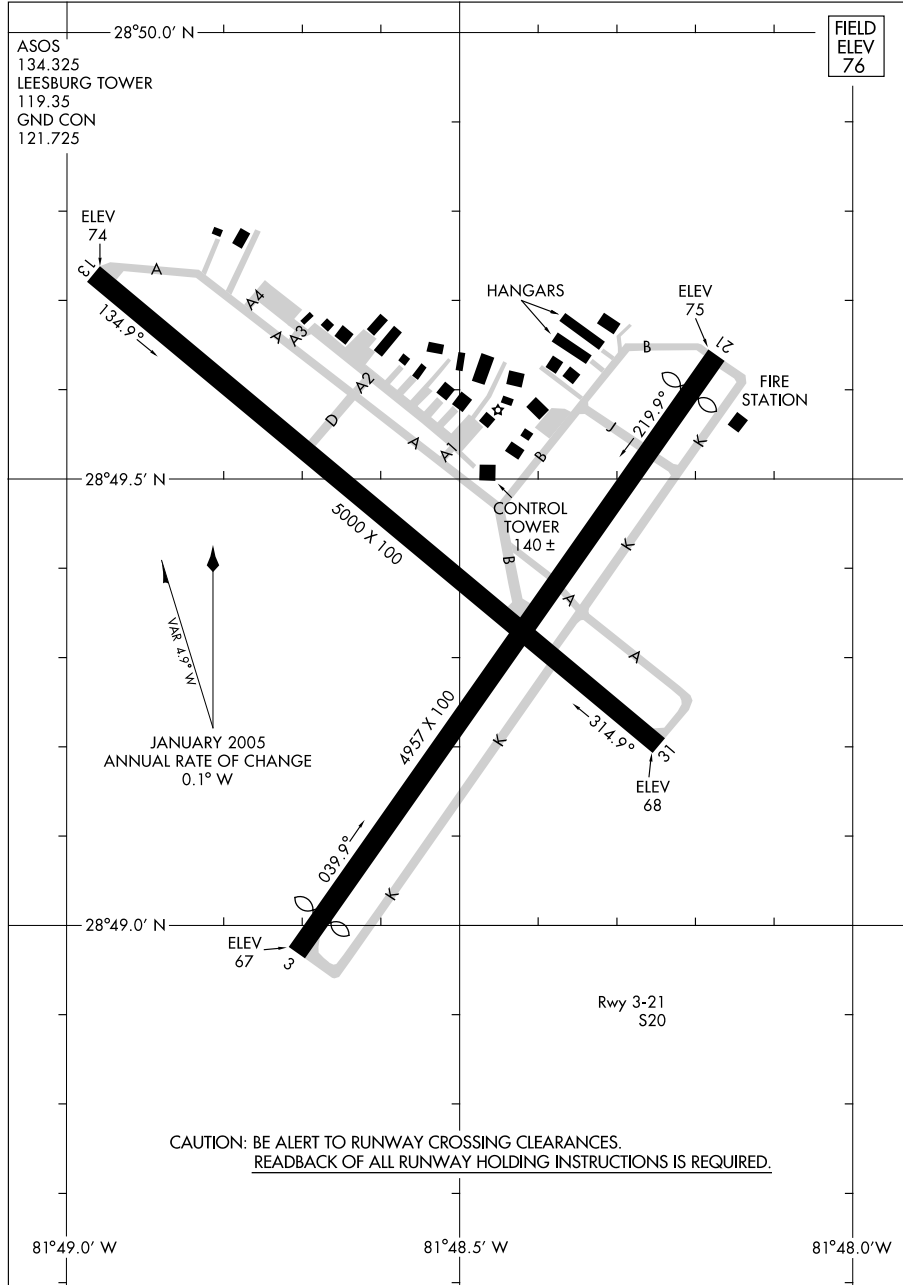 28°50.0' N
FIELD
ELEV
76
ASOS
134.325
LEESBURG TOWER
119.35
GND CON
121.725
ELEV
74
13
134.9°
A
A4
A
A3
A2
D
A
A1
HANGARS
ELEV
75
21
B
FIRE
STATION
219.9°
J
K
B
28°49.5' N
CONTROL
TOWER
140 ±
5000 X 100
B
K
A
A
VAR 4.9° W
JANUARY 2005
ANNUAL RATE OF CHANGE
0.1° W
4957 X 100
K
314.9°
31
ELEV
68
039.9°
K
28°49.0' N
ELEV
67
3
Rwy 3-21
S20
CAUTION: BE ALERT TO RUNWAY CROSSING CLEARANCES.
READBACK OF ALL RUNWAY HOLDING INSTRUCTIONS IS REQUIRED.
81°49.0' W
81°48.5' W
81°48.0'W